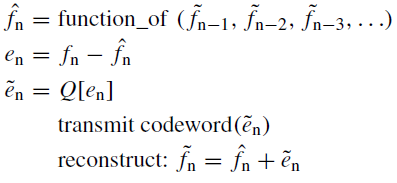 f̂ₙ = function_of (f̃ₙ₋₁, f̃ₙ₋₂, f̃ₙ₋₃, . . .)
eₙ = fₙ − f̂ₙ
ẽₙ = Q[eₙ]
transmit codeword(ẽₙ)
reconstruct: f̃ₙ = f̂ₙ + ẽₙ